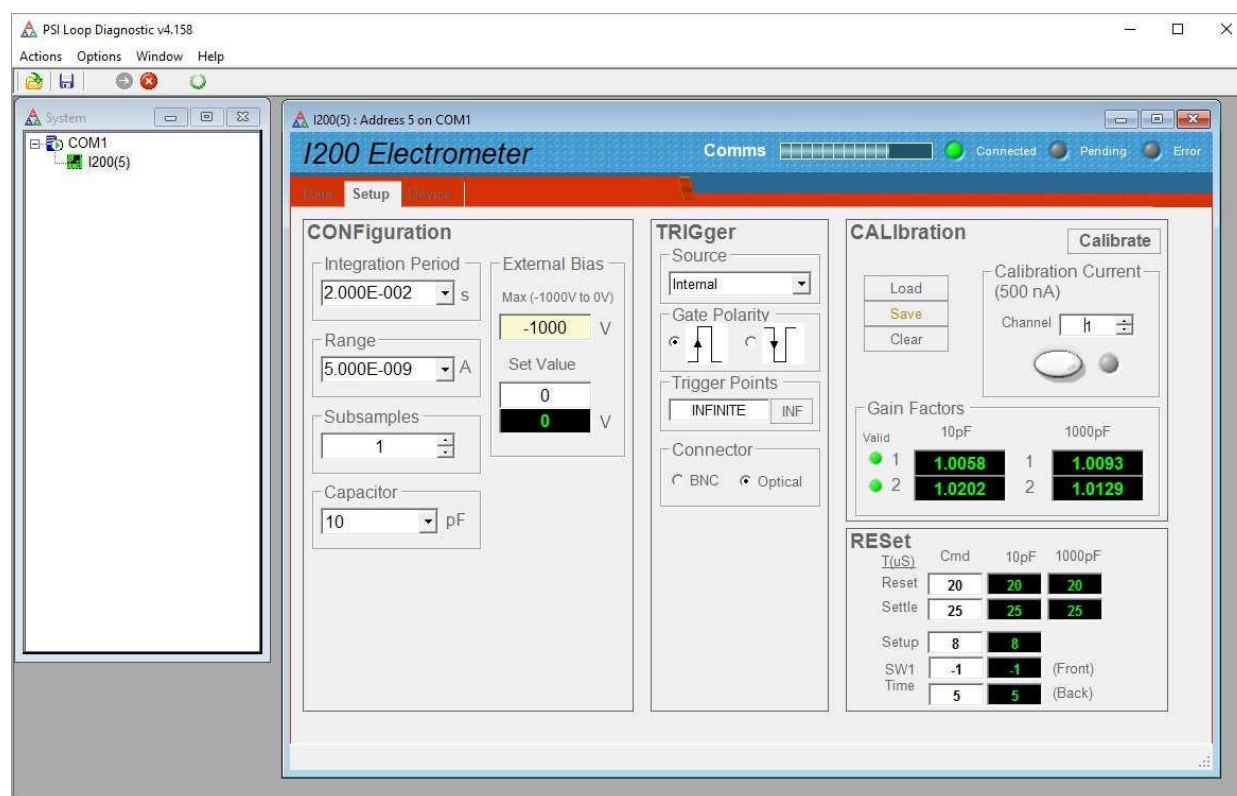 PSI Loop Diagnostic v4.158
Actions Options Window Help
System
COM1
I200(5)
I200(5) : Address 5 on COM1
I200 Electrometer
Comms
Connected
Pending
Error
Data
Setup
Device
CONFiguration
Integration Period
2.000E-002 s
Range
5.000E-009 A
Subsamples
1
Capacitor
10 pF
External Bias
Max (-1000V to 0V)
-1000 V
Set Value
0
0 V
TRIGger
Source
Internal
Gate Polarity
Trigger Points
INFINITE INF
Connector
BNC Optical
CALIbration
Calibrate
Load
Save
Clear
Calibration Current
(500 nA)
Channel 1
Gain Factors
Valid 10pF 1000pF
1 1.0058 1 1.0093
2 1.0202 2 1.0129
RESet
T(uS) Cmd 10pF 1000pF
Reset 20 20 20
Settle 25 25 25
Setup 8 8
SW1 -1 -1 (Front)
Time 5 5 (Back)